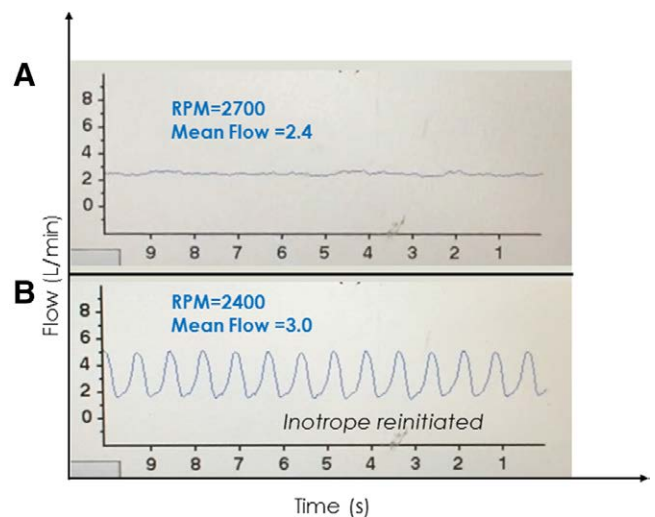 A
RPM=2700
Mean Flow =2.4
8
6
4
2
0
9 8 7 6 5 4 3 2 1
B
RPM=2400
Mean Flow =3.0
8
6
4
2
0
Inotrope reinitiated
9 8 7 6 5 4 3 2 1
Flow (L/min)
Time (s)